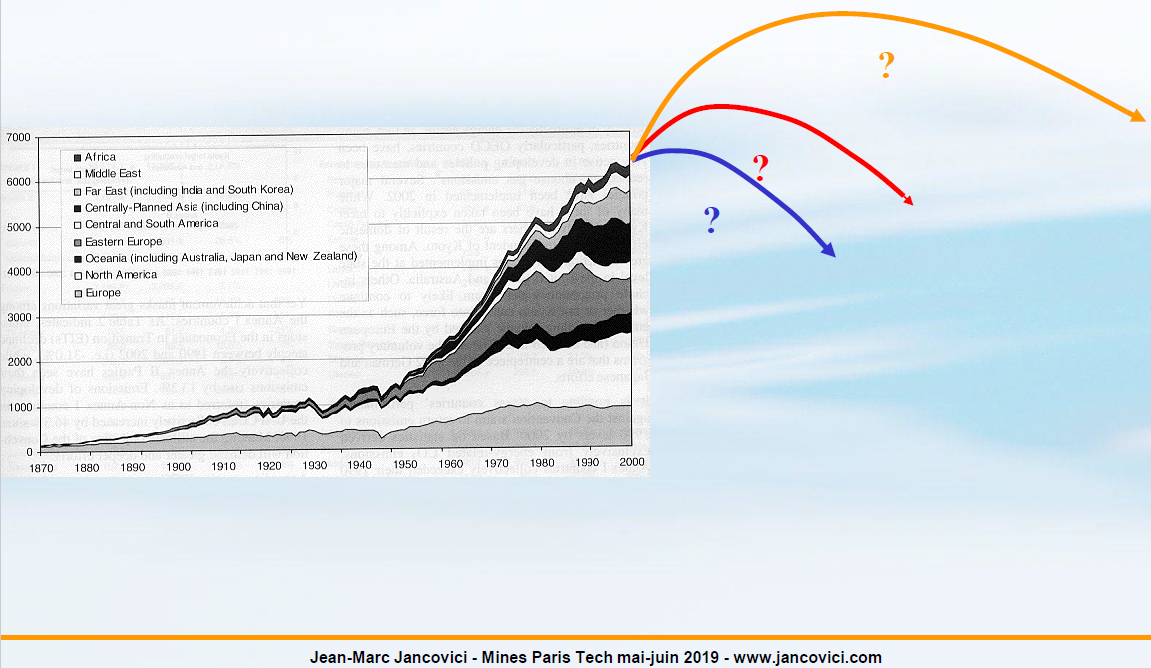 ?
7000
6000
5000
4000
3000
2000
1000
0
Africa
Middle East
Far East (including India and South Korea)
Centrally-Planned Asia (including China)
Central and South America
Eastern Europe
Oceania (including Australia, Japan and New Zealand)
North America
Europe
?
?
1870 1880 1890 1900 1910 1920 1930 1940 1950 1960 1970 1980 1990 2000
Jean-Marc Jancovici - Mines Paris Tech mai-juin 2019 - www.jancovici.com